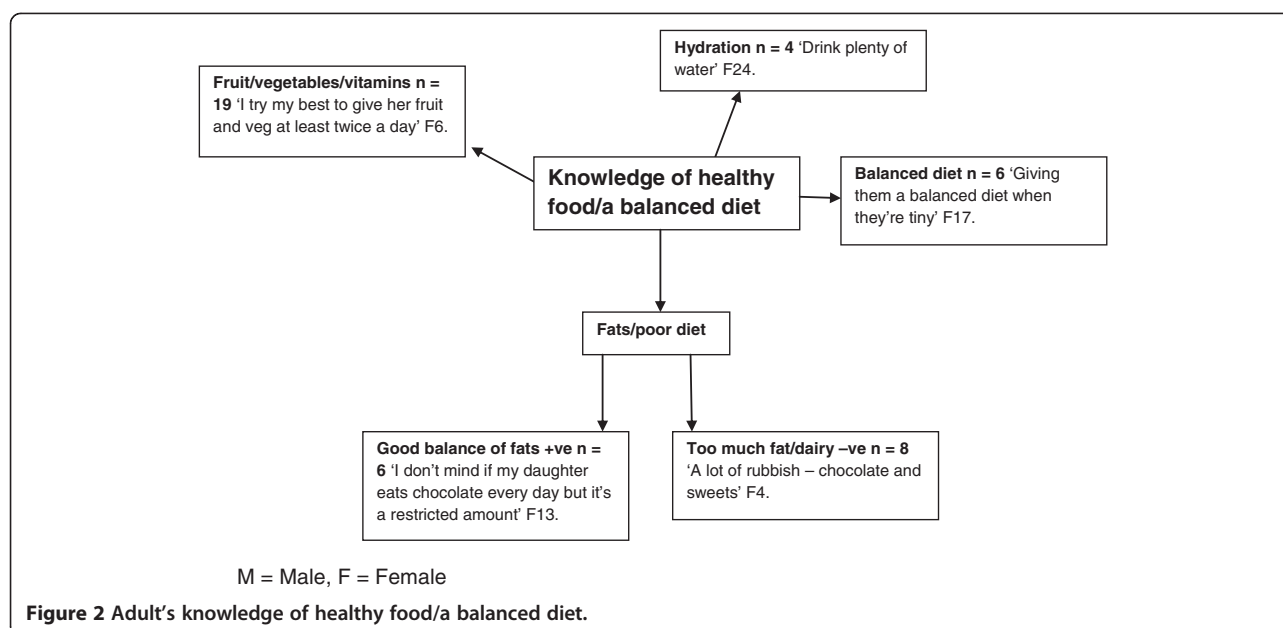 Hydration n = 4 ‘Drink plenty of
water’ F24.
Fruit/vegetables/vitamins n =
19 ‘I try my best to give her fruit
and veg at least twice a day’ F6.
Knowledge of healthy
food/a balanced diet
Balanced diet n = 6 ‘Giving
them a balanced diet when
they’re tiny’ F17.
Fats/poor diet
Good balance of fats +ve n =
6 ‘I don’t mind if my daughter
eats chocolate every day but it’s
a restricted amount’ F13.
Too much fat/dairy –ve n = 8
‘A lot of rubbish – chocolate and
sweets’ F4.
M = Male, F = Female
Figure 2 Adult’s knowledge of healthy food/a balanced diet.